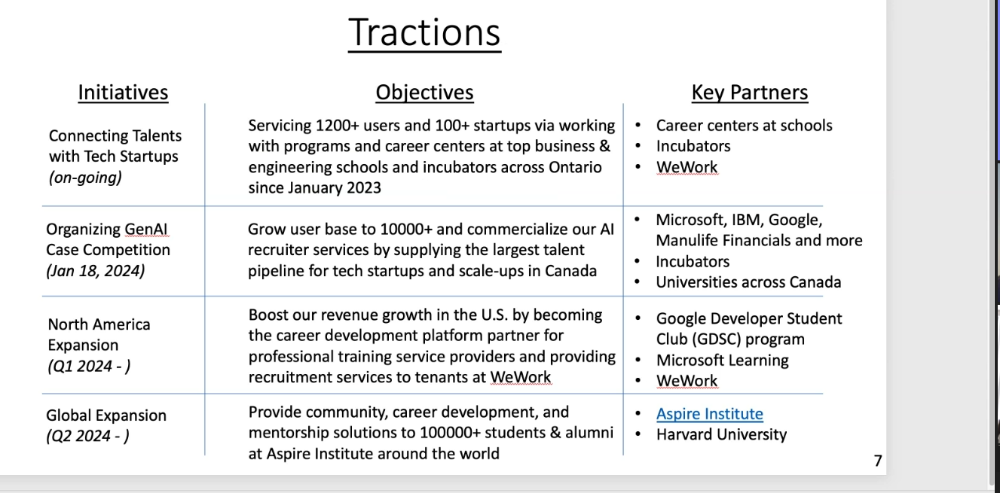 Tractions
Initiatives
Objectives
Key Partners
Connecting Talents
with Tech Startups
(on-going)
Servicing 1200+ users and 100+ startups via working
with programs and career centers at top business &
engineering schools and incubators across Ontario
since January 2023
• Career centers at schools
• Incubators
• WeWork
Organizing GenAI
Case Competition
(Jan 18, 2024)
Grow user base to 10000+ and commercialize our AI
recruiter services by supplying the largest talent
pipeline for tech startups and scale-ups in Canada
• Microsoft, IBM, Google,
Manulife Financials and more
• Incubators
• Universities across Canada
North America
Expansion
(Q1 2024 - )
Boost our revenue growth in the U.S. by becoming
the career development platform partner for
professional training service providers and providing
recruitment services to tenants at WeWork
• Google Developer Student
Club (GDSC) program
• Microsoft Learning
• WeWork
Global Expansion
(Q2 2024 - )
Provide community, career development, and
mentorship solutions to 100000+ students & alumni
at Aspire Institute around the world
• Aspire Institute
• Harvard University
7